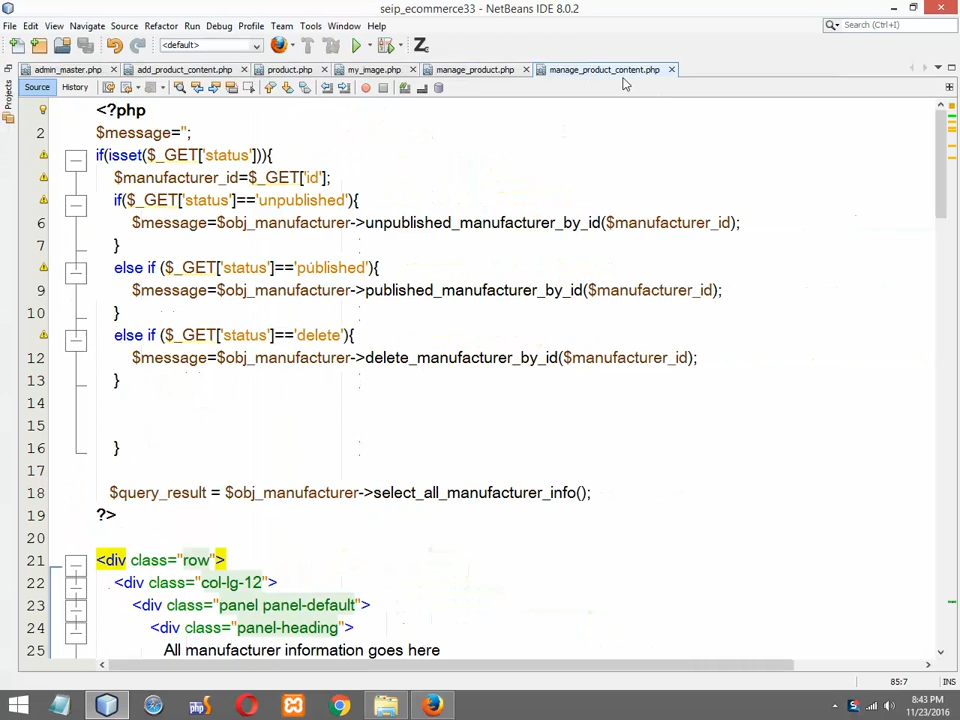 seip_ecommerce33 - NetBeans IDE 8.0.2
File Edit View Navigate Source Refactor Run Debug Profile Team Tools Window Help
Search (Ctrl+I)
<default>
admin_master.php add_product_content.php product.php my_image.php manage_product.php manage_product_content.php
Projects
Source History
<?php
2 $message='';
if(isset($_GET['status'])){
$manufacturer_id=$_GET['id'];
if($_GET['status']=='unpublished'){
6 $message=$obj_manufacturer->unpublished_manufacturer_by_id($manufacturer_id);
7 }
else if ($_GET['status']=='published'){
9 $message=$obj_manufacturer->published_manufacturer_by_id($manufacturer_id);
10 }
else if ($_GET['status']=='delete'){
12 $message=$obj_manufacturer->delete_manufacturer_by_id($manufacturer_id);
13 }
14
15
16 }
17
18 $query_result = $obj_manufacturer->select_all_manufacturer_info();
19 ?>
20
21 <div class="row">
22 <div class="col-lg-12">
23 <div class="panel panel-default">
24 <div class="panel-heading">
25 All manufacturer information goes here
85:7 INS
8:43 PM
11/23/2016